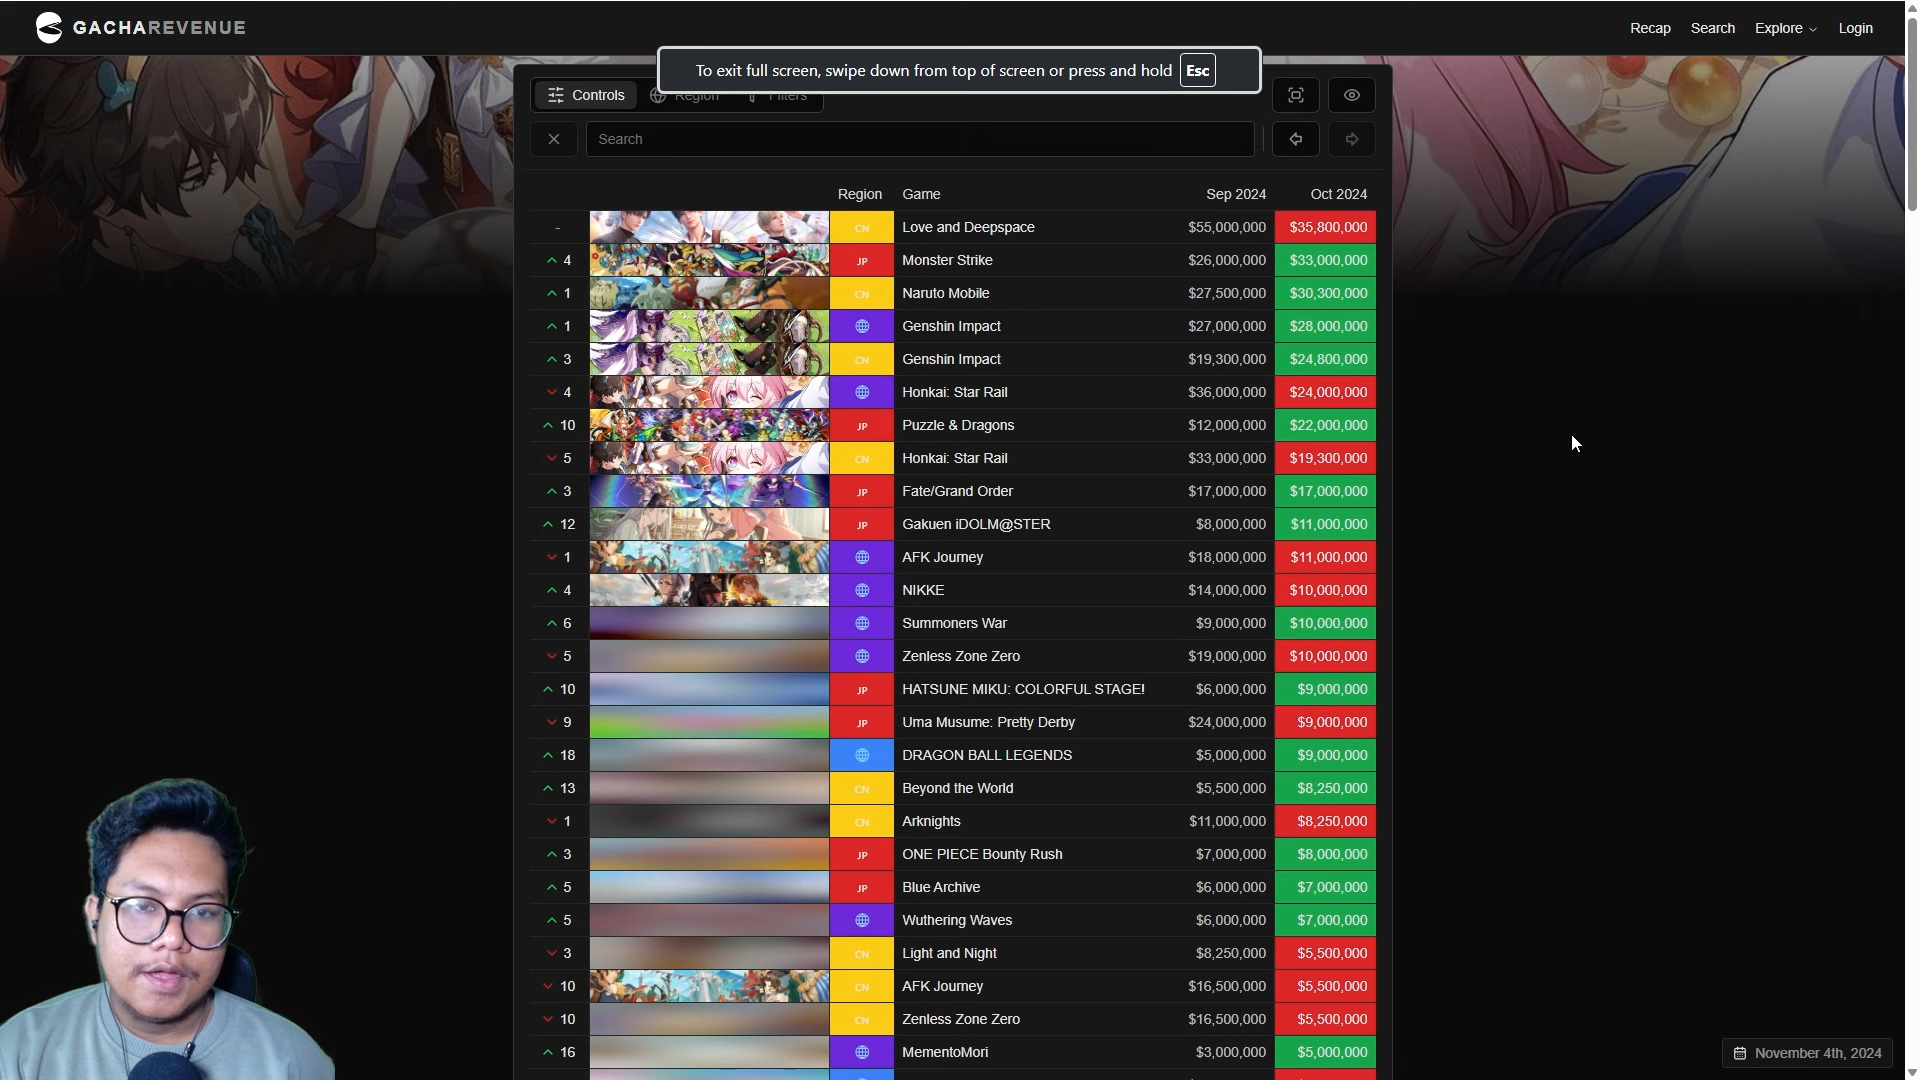 GACHAREVENUE
Recap Search Explore Login
To exit full screen, swipe down from top of screen or press and hold Esc
Controls Region Filters
Search
Region Game Sep 2024 Oct 2024
- CN Love and Deepspace $55,000,000 $35,800,000
4 JP Monster Strike $26,000,000 $33,000,000
1 CN Naruto Mobile $27,500,000 $30,300,000
1 Genshin Impact $27,000,000 $28,000,000
3 CN Genshin Impact $19,300,000 $24,800,000
4 Honkai: Star Rail $36,000,000 $24,000,000
10 JP Puzzle & Dragons $12,000,000 $22,000,000
5 CN Honkai: Star Rail $33,000,000 $19,300,000
3 JP Fate/Grand Order $17,000,000 $17,000,000
12 JP Gakuen iDOLM@STER $8,000,000 $11,000,000
1 AFK Journey $18,000,000 $11,000,000
4 NIKKE $14,000,000 $10,000,000
6 Summoners War $9,000,000 $10,000,000
5 Zenless Zone Zero $19,000,000 $10,000,000
10 JP HATSUNE MIKU: COLORFUL STAGE! $6,000,000 $9,000,000
9 JP Uma Musume: Pretty Derby $24,000,000 $9,000,000
18 DRAGON BALL LEGENDS $5,000,000 $9,000,000
13 CN Beyond the World $5,500,000 $8,250,000
1 CN Arknights $11,000,000 $8,250,000
3 JP ONE PIECE Bounty Rush $7,000,000 $8,000,000
5 JP Blue Archive $6,000,000 $7,000,000
5 Wuthering Waves $6,000,000 $7,000,000
3 CN Light and Night $8,250,000 $5,500,000
10 CN AFK Journey $16,500,000 $5,500,000
10 CN Zenless Zone Zero $16,500,000 $5,500,000
16 MementoMori $3,000,000 $5,000,000
November 4th, 2024